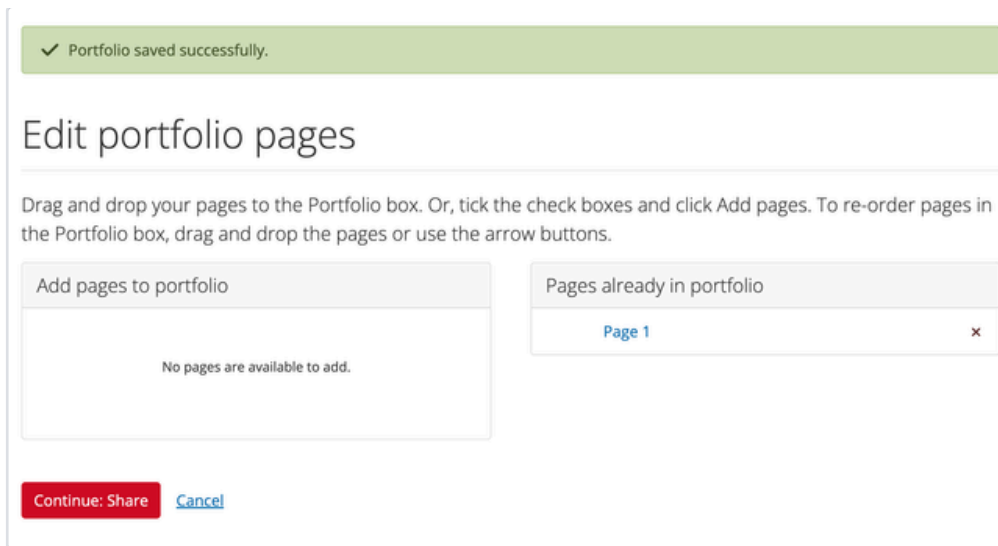 Portfolio saved successfully.
Edit portfolio pages
Drag and drop your pages to the Portfolio box. Or, tick the check boxes and click Add pages. To re-order pages in
the Portfolio box, drag and drop the pages or use the arrow buttons.
Add pages to portfolio
No pages are available to add.
Pages already in portfolio
Page 1
Continue: Share
Cancel